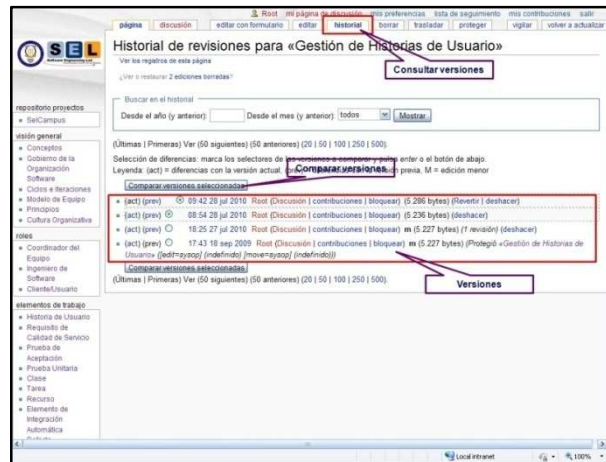 Root mi página de discusión mis preferencias lista de seguimiento mis contribuciones salir
página discusión editar con formulario editar historial borrar trasladar proteger vigilar volver a actualizar
SEL
Software Engineering Lab
Historial de revisiones para «Gestión de Historias de Usuario»
Ver los registros de esta página
Consultar versiones
¿Ver o restaurar 2 ediciones borradas?
Buscar en el historial
Desde el año (y anterior): Desde el mes (y anterior): todos Mostrar
(Últimas | Primeras) Ver (50 siguientes) (50 anteriores) (20 | 50 | 100 | 250 | 500).
Selección de diferencias: marca los selectores de las versiones a comparar y pulsa enter o el botón de abajo.
Leyenda: (act) = diferencias con la versión actual, previa, M = edición menor
Comparar versiones
Comparar versiones seleccionadas
(act) (prev) 09:42 28 jul 2010 Root (Discusión | contribuciones | bloquear) (5.286 bytes) (Revertir | deshacer)
(act) (prev) 08:54 28 jul 2010 Root (Discusión | contribuciones | bloquear) (5.236 bytes) (deshacer)
(act) (prev) 18:25 27 jul 2010 Root (Discusión | contribuciones | bloquear) m (5.227 bytes) (1 revisión) (deshacer)
(act) (prev) 17:43 18 sep 2009 Root (Discusión | contribuciones | bloquear) m (5.227 bytes) (Protegió «Gestión de Historias de
Usuario» ([edit=sysop] (indefinido) [move=sysop] (indefinido)))
Comparar versiones seleccionadas
Versiones
(Últimas | Primeras) Ver (50 siguientes) (50 anteriores) (20 | 50 | 100 | 250 | 500).
repositorio proyectos
SelCampus
visión general
Conceptos
Gobierno de la
Organización
Software
Ciclos e Iteraciones
Modelo de Equipo
Principios
Cultura Organizativa
roles
Coordinador del
Equipo
Ingeniero de
Software
Cliente/Usuario
elementos de trabajo
Historia de Usuario
Requisito de
Calidad de Servicio
Prueba de
Aceptación
Prueba Unitaria
Clase
Tarea
Recurso
Elemento de
Integración
Automática
Local intranet 100%